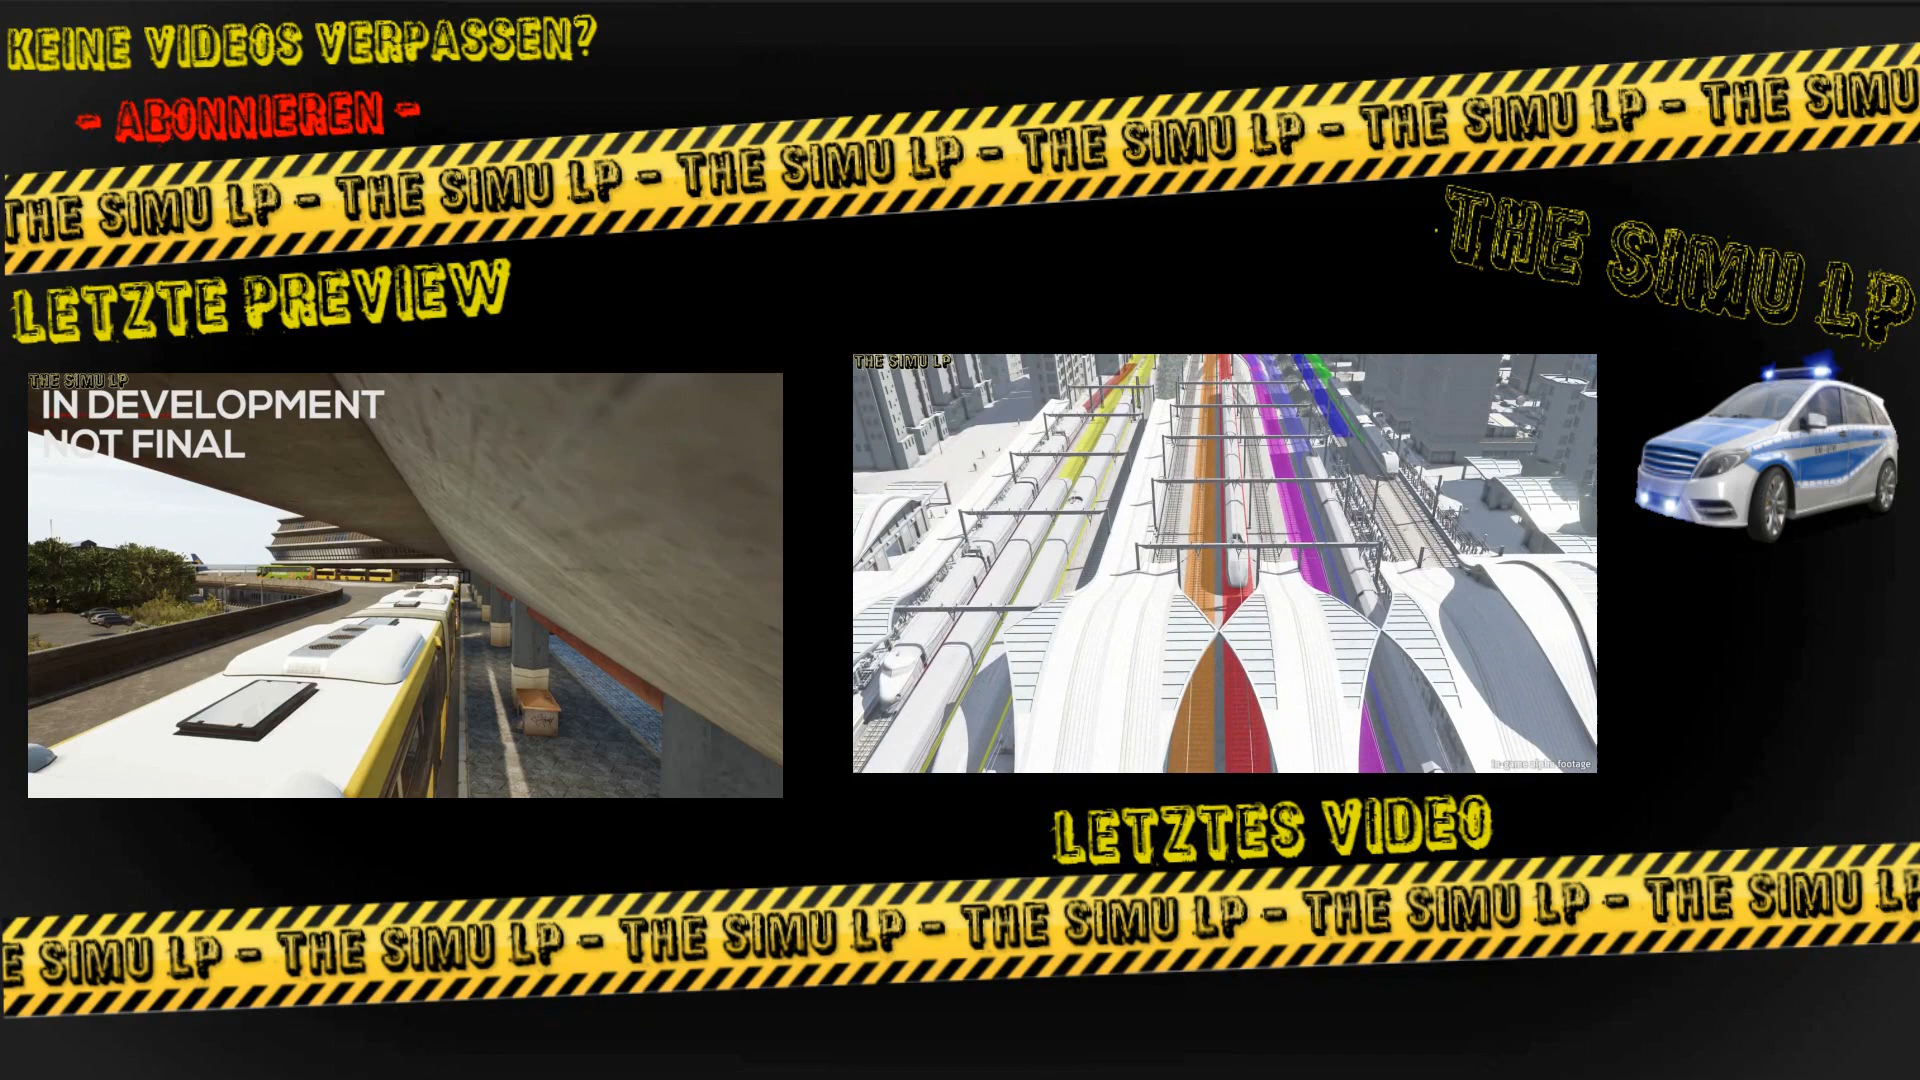 KEINE VIDEOS VERPASSEN?
- ABONNIEREN -
THE SIMU LP - THE SIMU LP - THE SIMU LP - THE SIMU LP - THE SIMU LP - THE SIMU
THE SIMU LP
LETZTE PREVIEW
THE SIMU LP
IN DEVELOPMENT
NOT FINAL
THE SIMU LP
in-game alpha footage
LETZTES VIDEO
E SIMU LP - THE SIMU LP - THE SIMU LP - THE SIMU LP - THE SIMU LP - THE SIMU LP